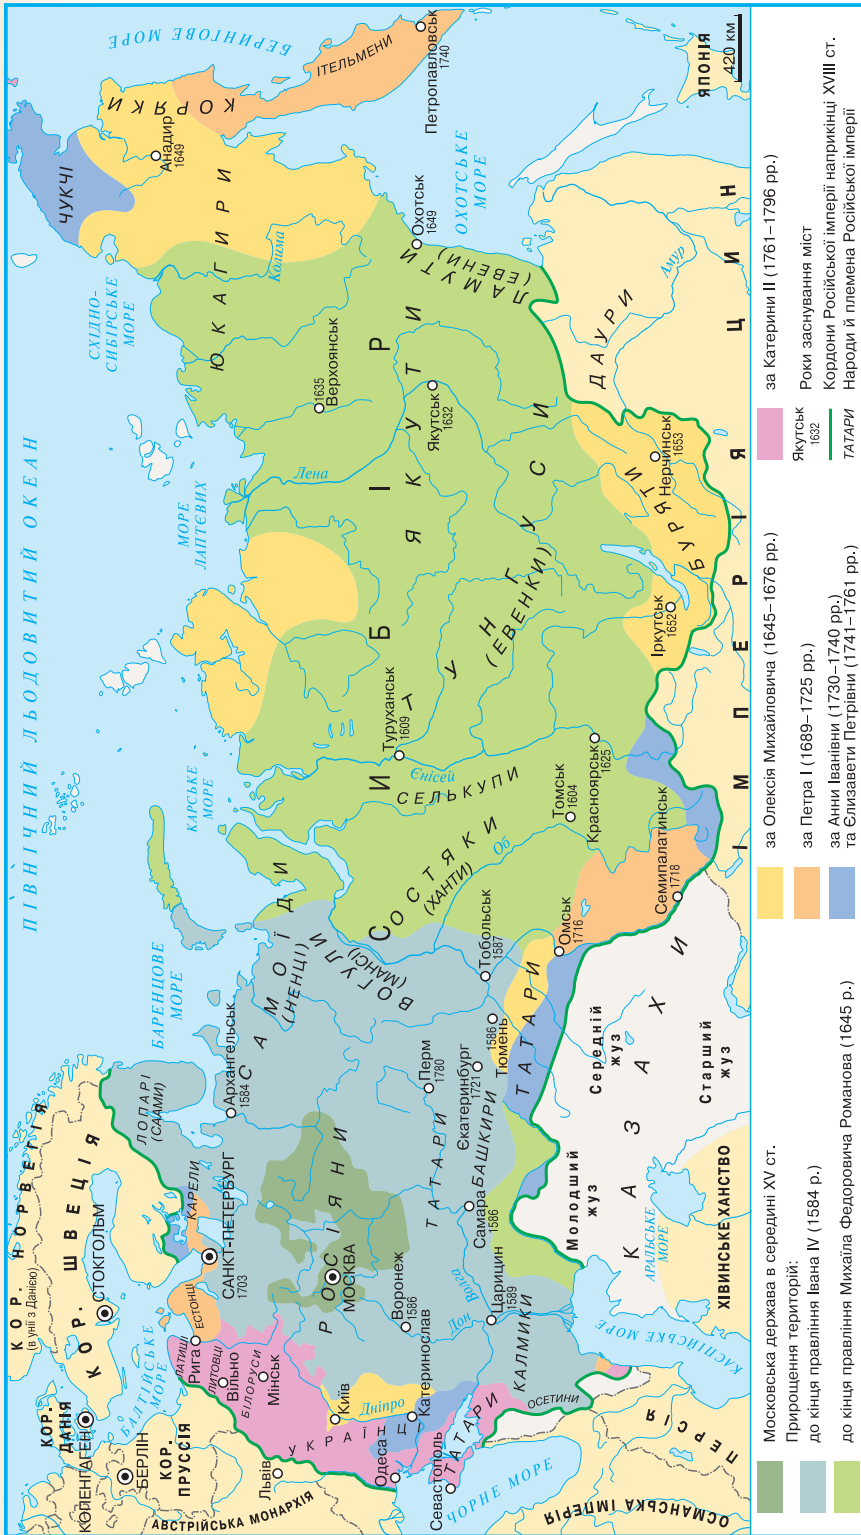 ПІВНІЧНИЙ ЛЬОДОВИТИЙ ОКЕАН
БЕРИНГОВЕ МОРЕ
СХІДНО-
СИБІРСЬКЕ
МОРЕ
МОРЕ
ЛАПТЄВИХ
КАРСЬКЕ
МОРЕ
БАРЕНЦОВЕ
МОРЕ
ОХОТСЬКЕ
МОРЕ
БАЛТІЙСЬКЕ
МОРЕ
ЧОРНЕ МОРЕ
КАСПІЙСЬКЕ МОРЕ
АРАЛЬСЬКЕ
МОРЕ
КОР. НОРВЕГІЯ
(в унії з Данією)
КОР. ШВЕЦІЯ
СТОКГОЛЬМ
КОР.
ДАНІЯ
КОПЕНГАГЕН
БЕРЛІН
КОР.
ПРУССІЯ
АВСТРІЙСЬКА МОНАРХІЯ
ОСМАНСЬКА ІМПЕРІЯ
ПЕРСІЯ
ХІВИНСЬКЕ ХАНСТВО
ІМПЕРІЯ ЦИН
ЯПОНІЯ
420 км
ЛОПАРІ
(СААМИ)
КАРЕЛИ
САНКТ-ПЕТЕРБУРГ
1703
ЕСТОНЦІ
ЛАТИШІ
Рига
ЛИТОВЦІ
Вільно
БІЛОРУСИ
Мінськ
Львів
УКРАЇНЦІ
Київ
Дніпро
Катеринослав
Одеса
Севастополь
ТАТАРИ
ОСЕТИНИ
КАЛМИКИ
РОСІЯНИ
МОСКВА
Воронеж
1586
Дон
Волга
Царицин
1589
Самара
1586
БАШКИРИ
ТАТАРИ
Архангельськ
1584
САМОЇДИ
(НЕНЦІ)
ВОГУЛИ
(МАНСІ)
Перм
1780
Єкатеринбург
1721
Тюмень
1586
Тобольськ
1587
ТАТАРИ
Омськ
1716
Семипалатинськ
1718
КАЗАХИ
Молодший
жуз
Середній
жуз
Старший
жуз
СИБІР
ОСТЯКИ
(ХАНТИ)
Об
СЕЛЬКУПИ
Єнісей
Туруханськ
1609
Томськ
1604
Красноярськ
1625
ТУНГУСИ
(ЕВЕНКИ)
ЯКУТИ
Лена
Верхоянськ
1635
Якутськ
1632
Іркутськ
1652
БУРЯТИ
Нерчинськ
1653
ДАУРИ
Амур
ЮКАГИРИ
Колима
ЛАМУТИ
(ЕВЕНИ)
Охотськ
1649
ЧУКЧІ
Анадир
1649
КОРЯКИ
ІТЕЛЬМЕНИ
Петропавловськ
1740
Московська держава в середині XV ст.
Прирощення територій:
до кінця правління Івана IV (1584 р.)
до кінця правління Михаїла Федоровича Романова (1645 р.)
за Олексія Михайловича (1645–1676 рр.)
за Петра I (1689–1725 рр.)
за Анни Іванівни (1730–1740 рр.)
та Єлизавети Петрівни (1741–1761 рр.)
за Катерини II (1761–1796 рр.)
Якутськ
1632
Роки заснування міст
Кордони Російської імперії наприкінці XVIII ст.
ТАТАРИ
Народи й племена Російської імперії